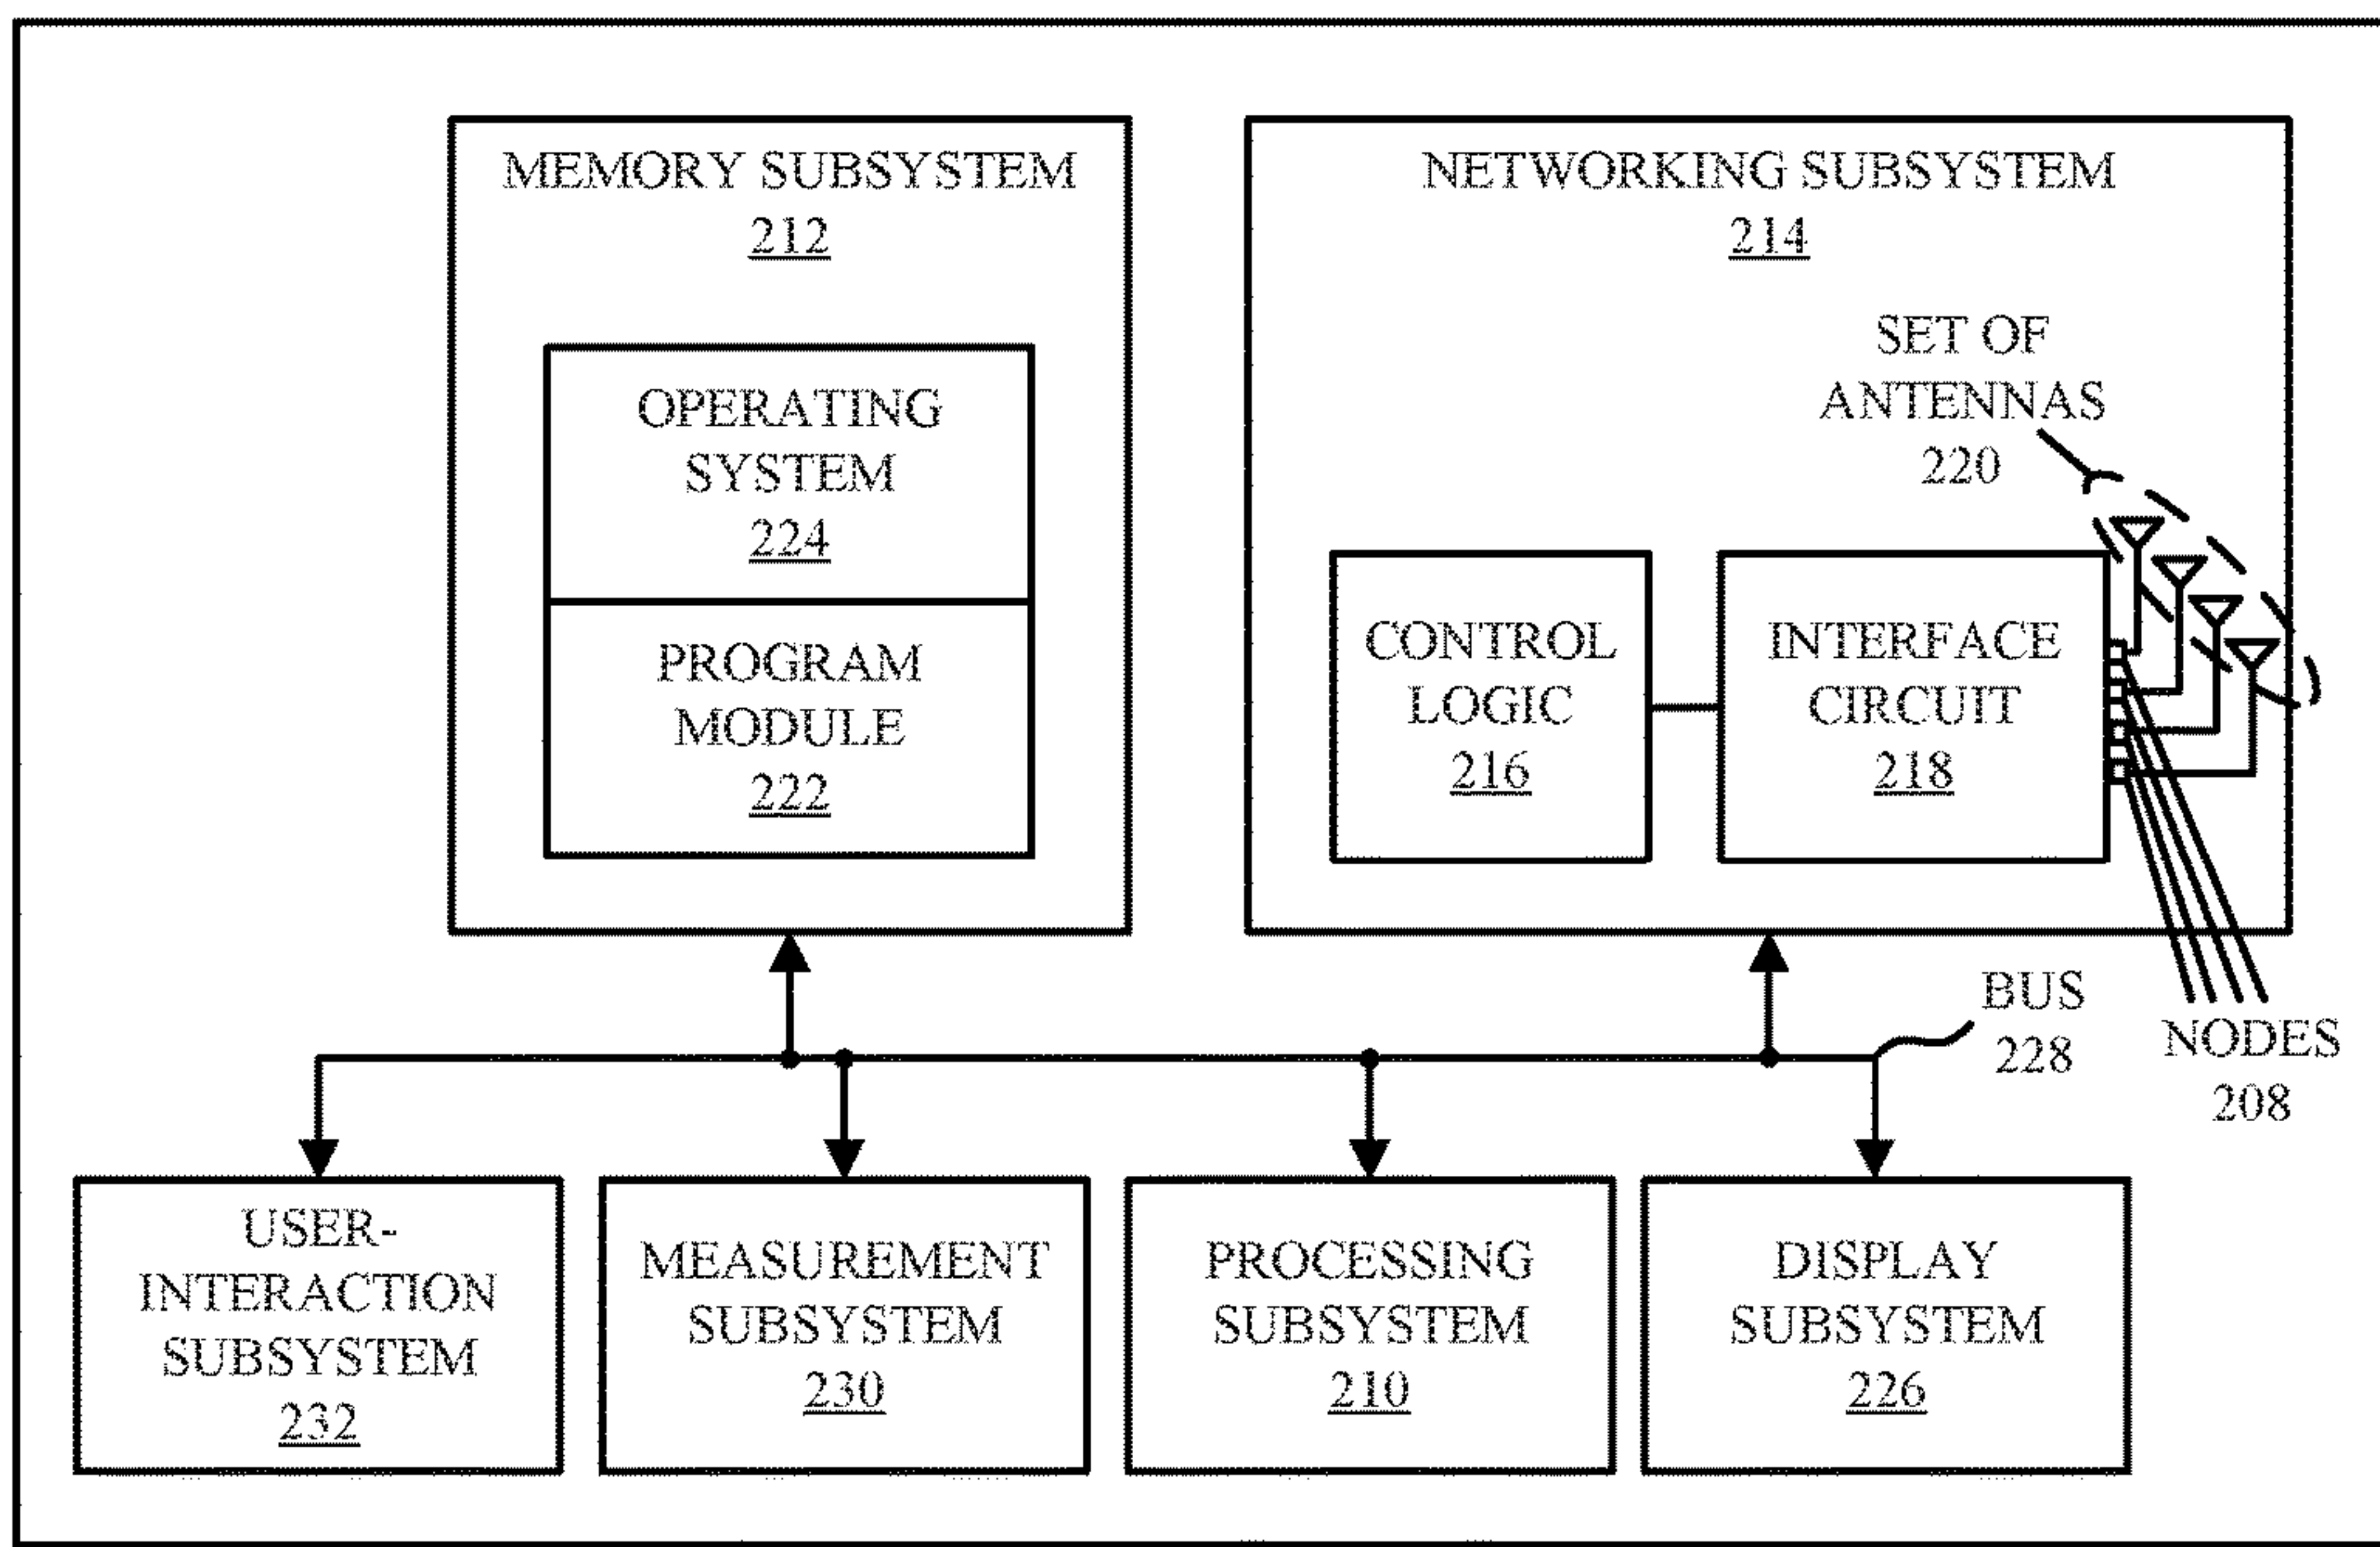 MEMORY SUBSYSTEM
212
OPERATING
SYSTEM
224
PROGRAM
MODULE
222
NETWORKING SUBSYSTEM
214
SET OF
ANTENNAS
220
CONTROL
LOGIC
216
INTERFACE
CIRCUIT
218
BUS
228
NODES
208
USER-
INTERACTION
SUBSYSTEM
232
MEASUREMENT
SUBSYSTEM
230
PROCESSING
SUBSYSTEM
210
DISPLAY
SUBSYSTEM
226